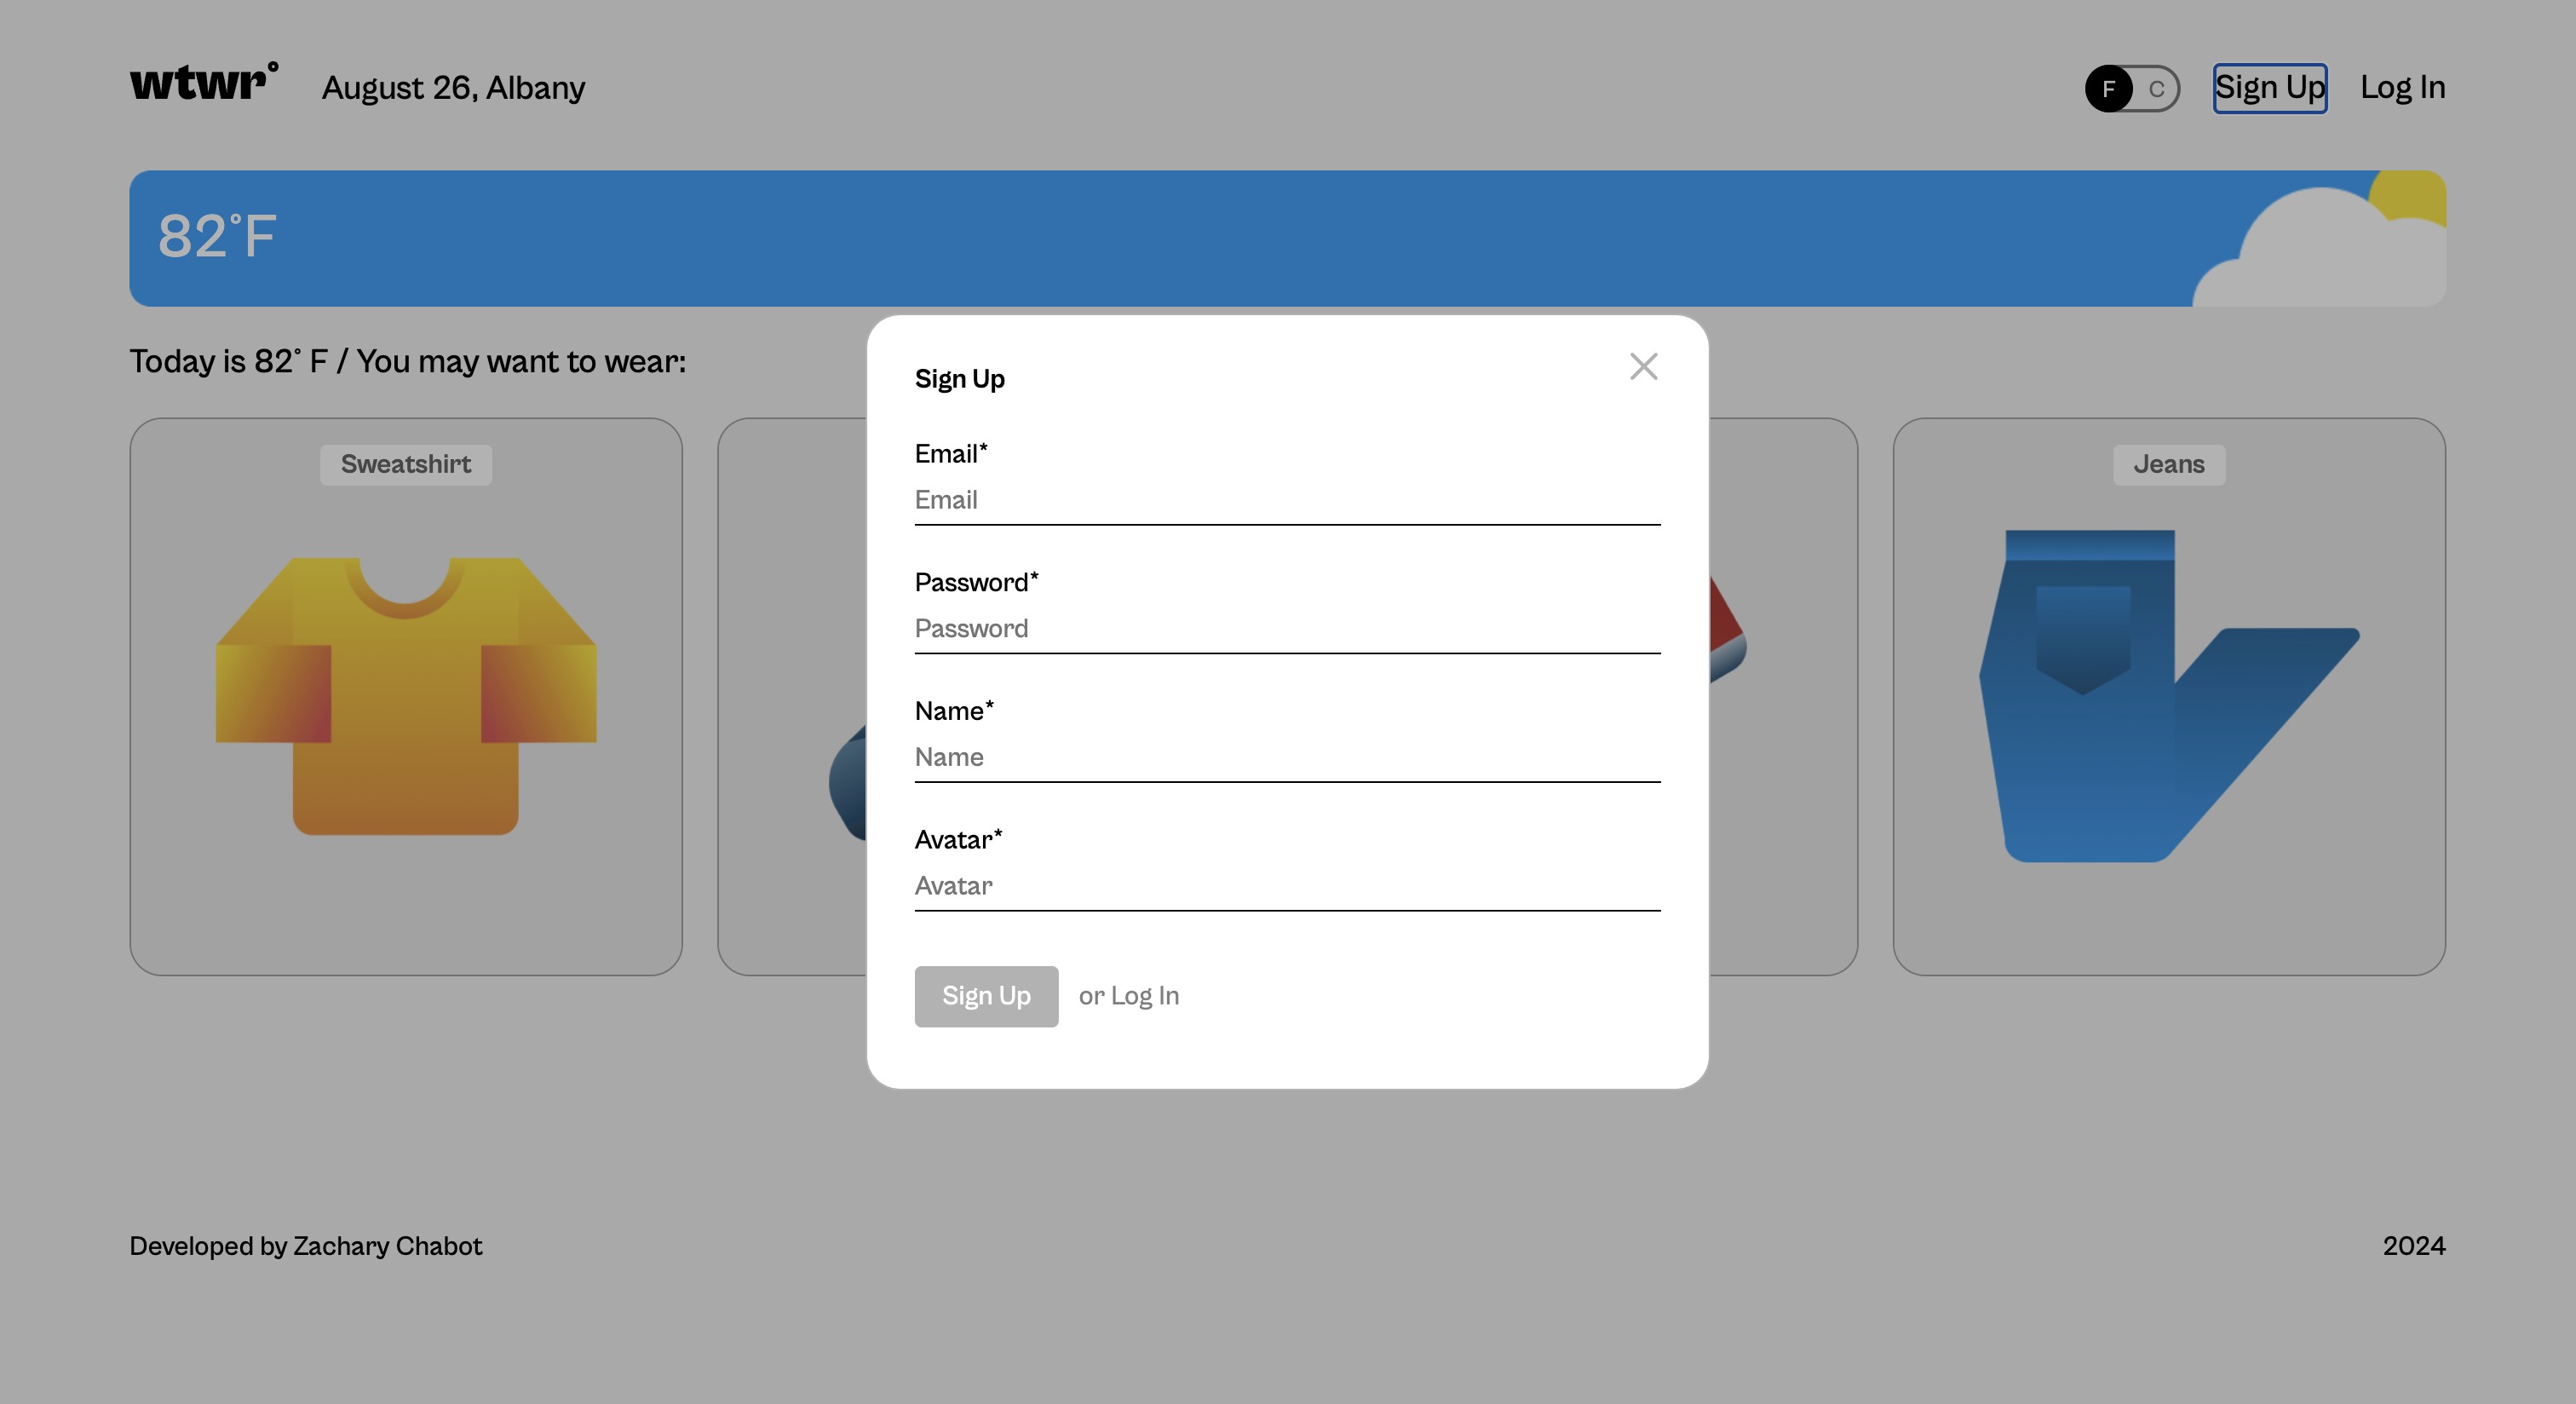 wtwr° August 26, Albany F C Sign Up Log In
82°F
Today is 82° F / You may want to wear:
Sweatshirt
Jeans
Sign Up
Email*
Email
Password*
Password
Name*
Name
Avatar*
Avatar
Sign Up or Log In
Developed by Zachary Chabot 2024